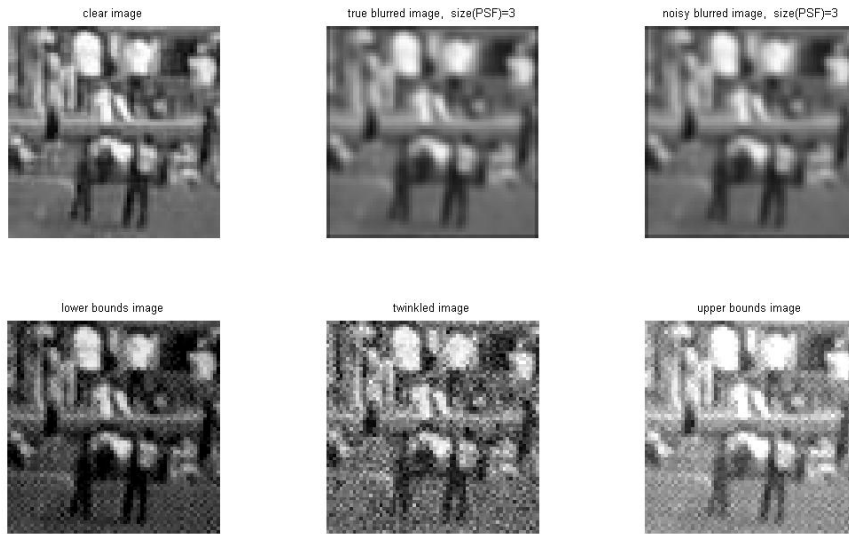 clear image
true blurred image,  size(PSF)=3
noisy blurred image,  size(PSF)=3
lower bounds image
twinkled image
upper bounds image